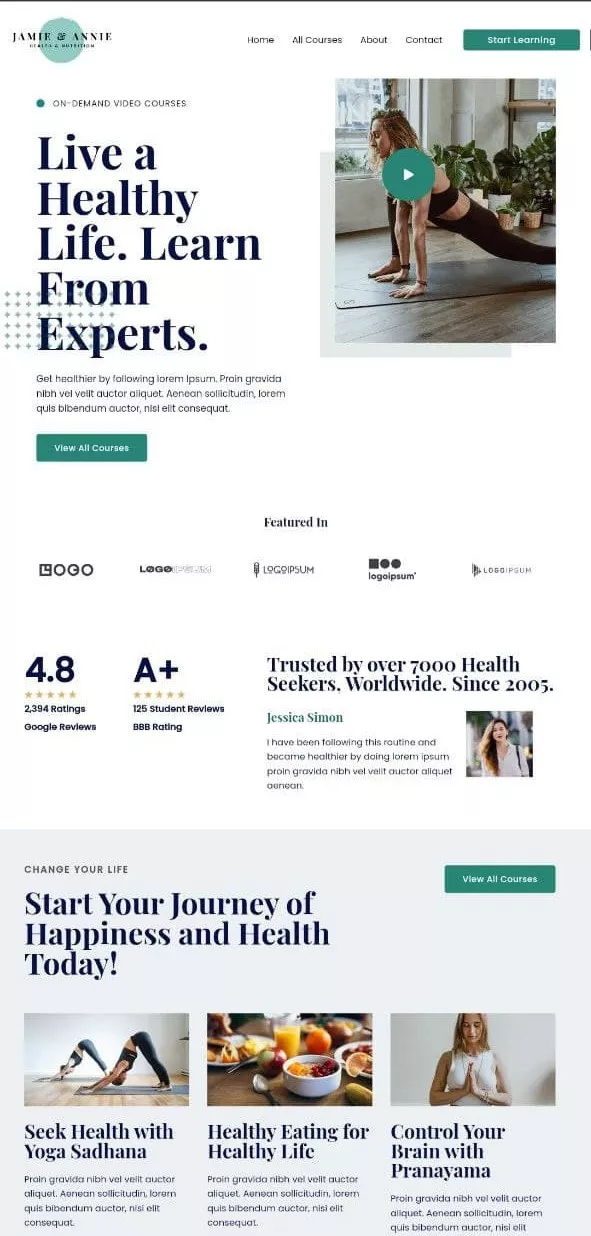 JAMIE & ANNIE
HEALTH & NUTRITION
Home All Courses About Contact Start Learning
ON-DEMAND VIDEO COURSES
Live a
Healthy
Life. Learn
From
Experts.
Get healthier by following lorem Ipsum. Proin gravida
nibh vel velit auctor aliquet. Aenean sollicitudin, lorem
quis bibendum auctor, nisi elit consequat.
View All Courses
Featured In
LOGO
LOGOIPSUM
LOGOIPSUM
logoipsum
LOGOIPSUM
4.8
2,394 Ratings
Google Reviews
A+
125 Student Reviews
BBB Rating
Trusted by over 7000 Health
Seekers, Worldwide. Since 2005.
Jessica Simon
I have been following this routine and
became healthier by doing lorem ipsum
proin gravida nibh vel velit auctor aliquet
aenean.
CHANGE YOUR LIFE
Start Your Journey of
Happiness and Health
Today!
View All Courses
Seek Health with
Yoga Sadhana
Proin gravida nibh vel velit auctor
aliquet. Aenean sollicitudin, lorem
quis bibendum auctor, nisi elit
consequat.
Healthy Eating for
Healthy Life
Proin gravida nibh vel velit auctor
aliquet. Aenean sollicitudin, lorem
quis bibendum auctor, nisi elit
consequat.
Control Your
Brain with
Pranayama
Proin gravida nibh vel velit auctor
aliquet. Aenean sollicitudin, lorem
quis bibendum auctor, nisi elit